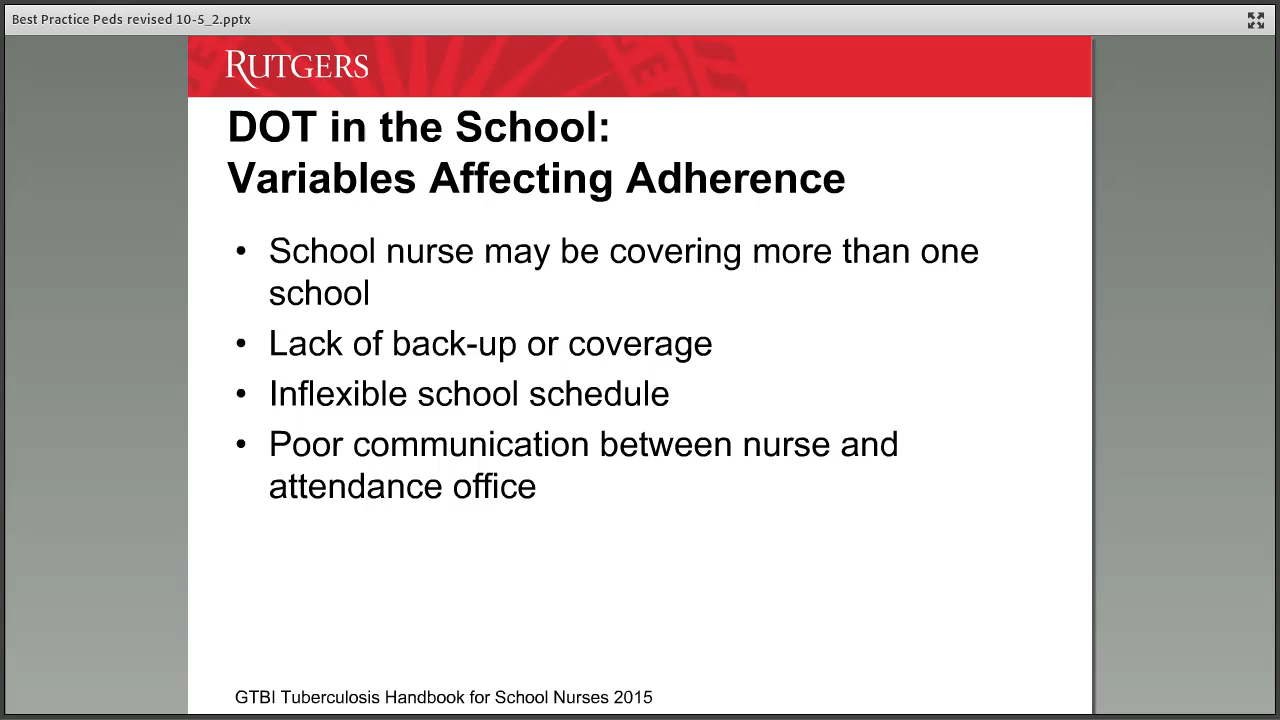 Best Practice Peds revised 10-5_2.pptx
RUTGERS
DOT in the School:
Variables Affecting Adherence
• School nurse may be covering more than one
school
• Lack of back-up or coverage
• Inflexible school schedule
• Poor communication between nurse and
attendance office
GTBI Tuberculosis Handbook for School Nurses 2015